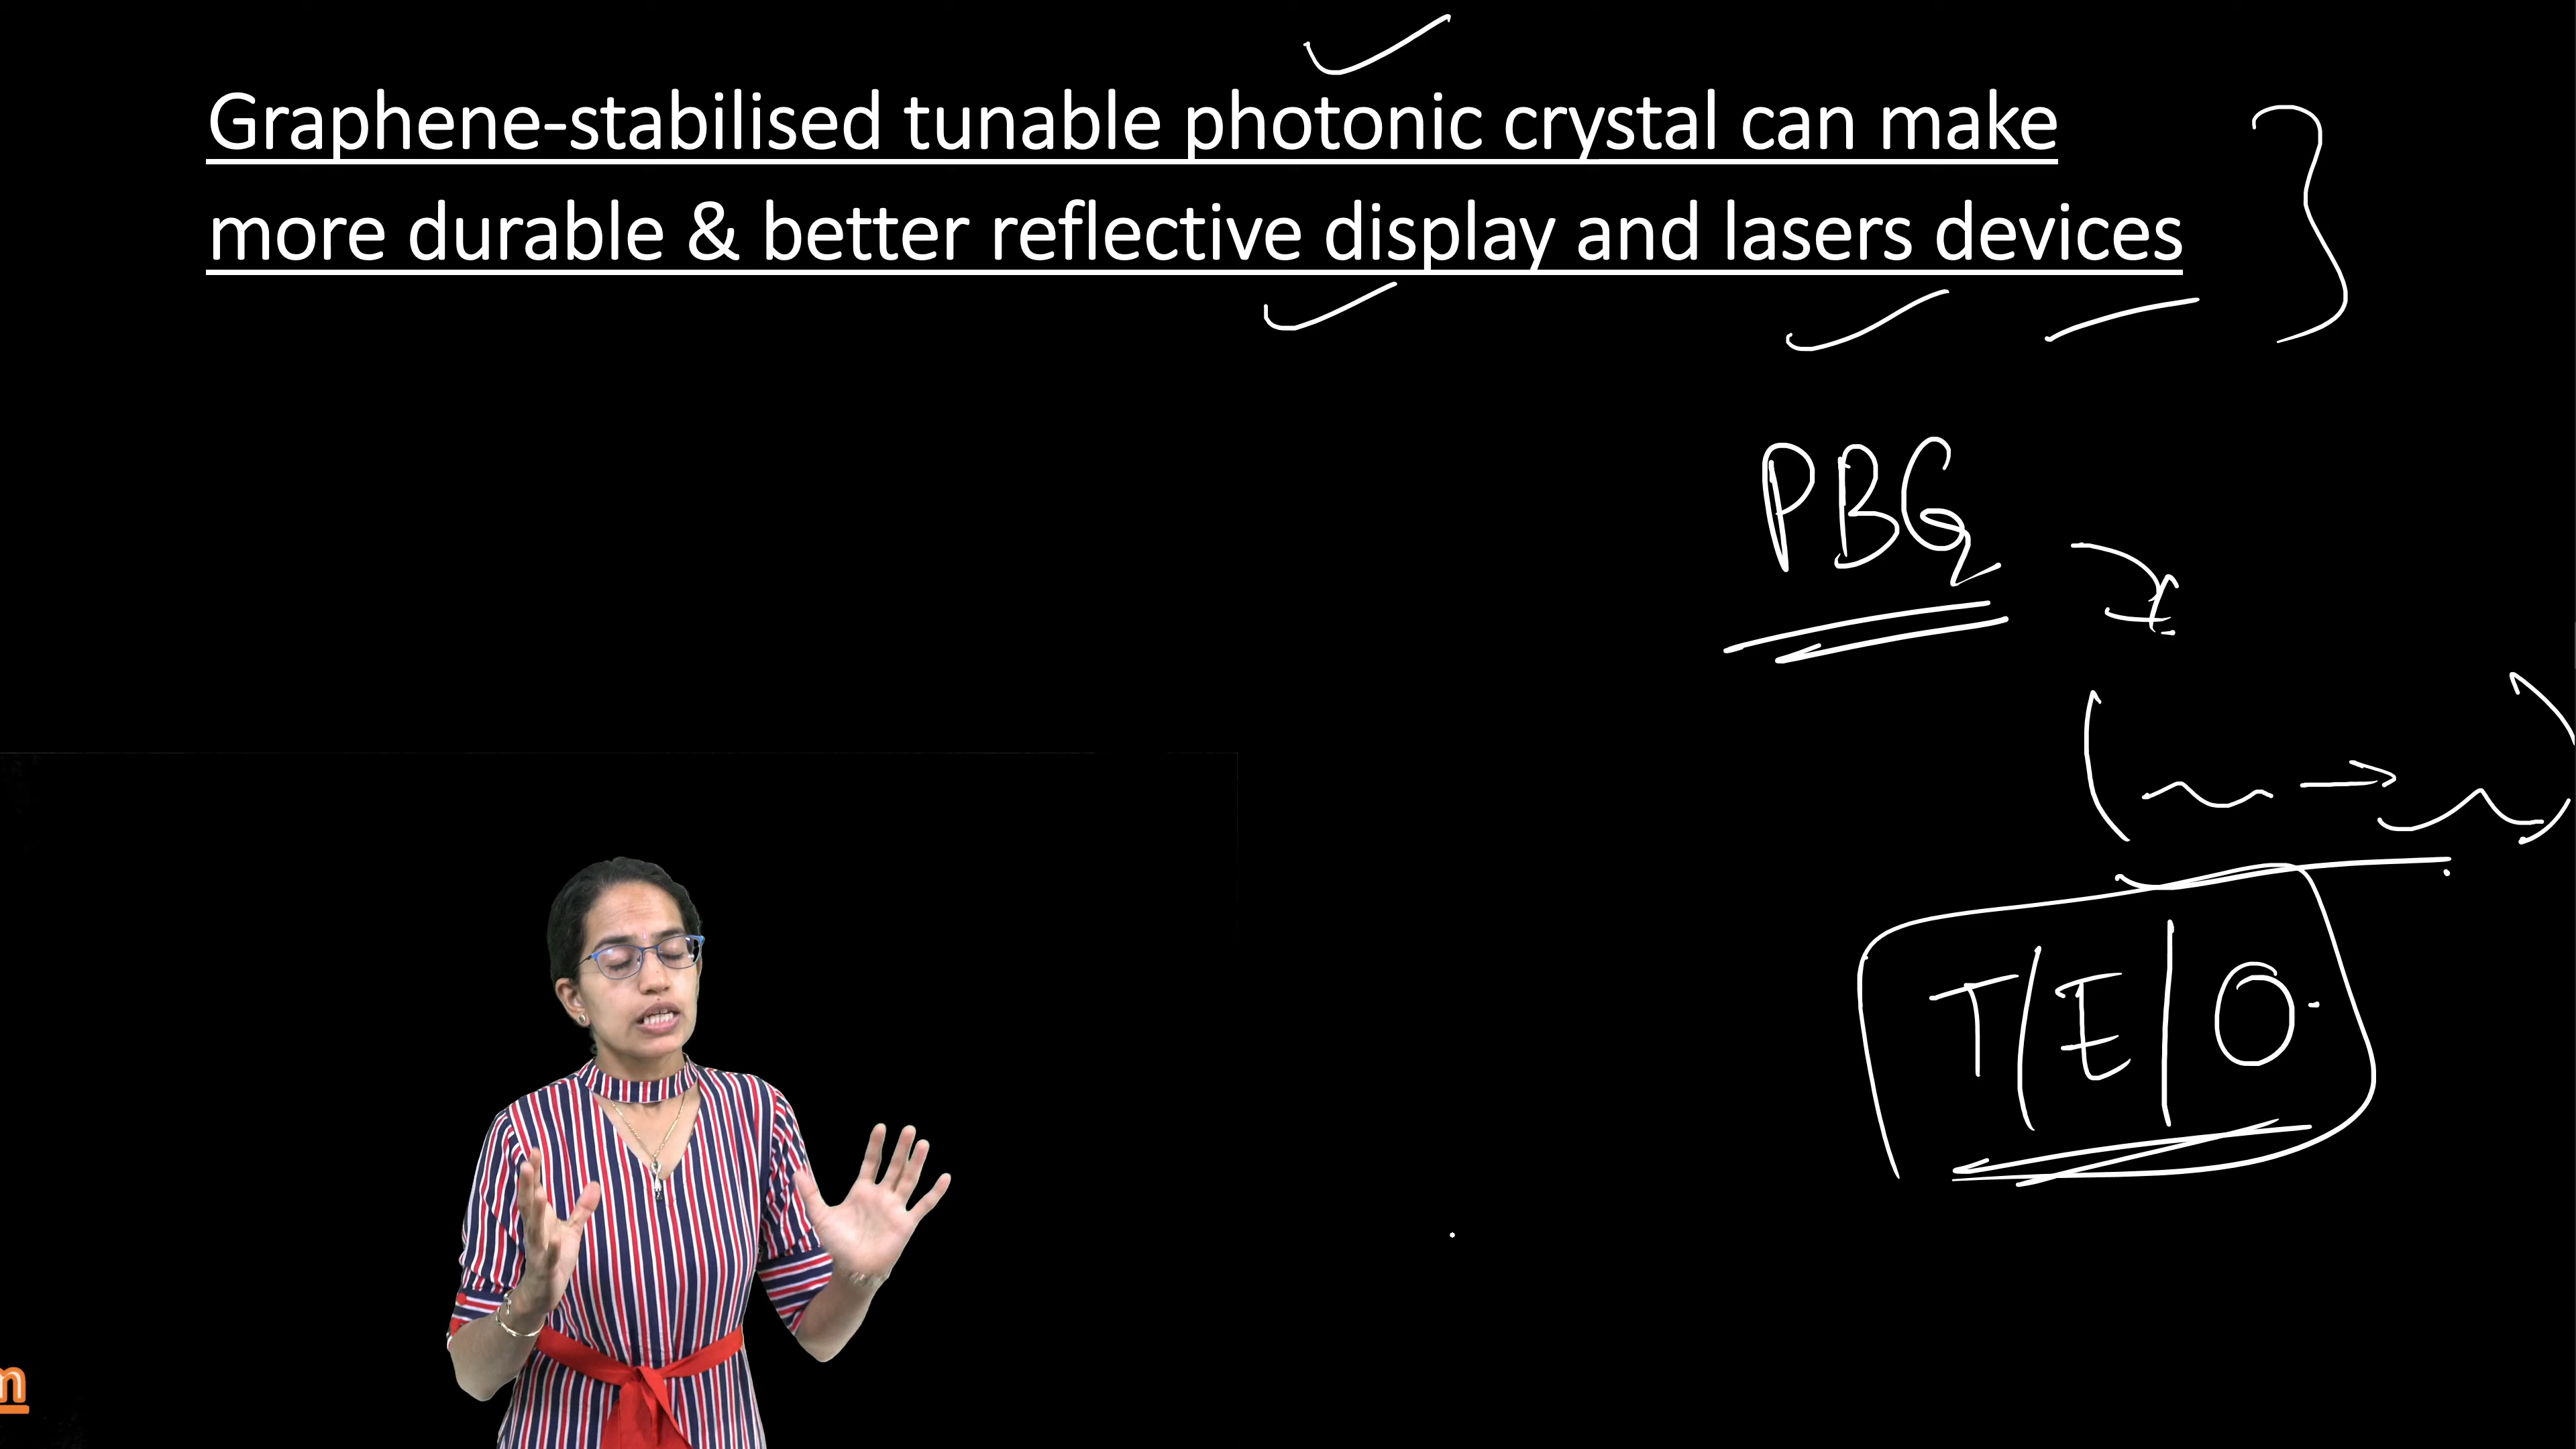 Graphene-stabilised tunable photonic crystal can make
more durable & better reflective display and lasers devices
PBG
T/E/O
m